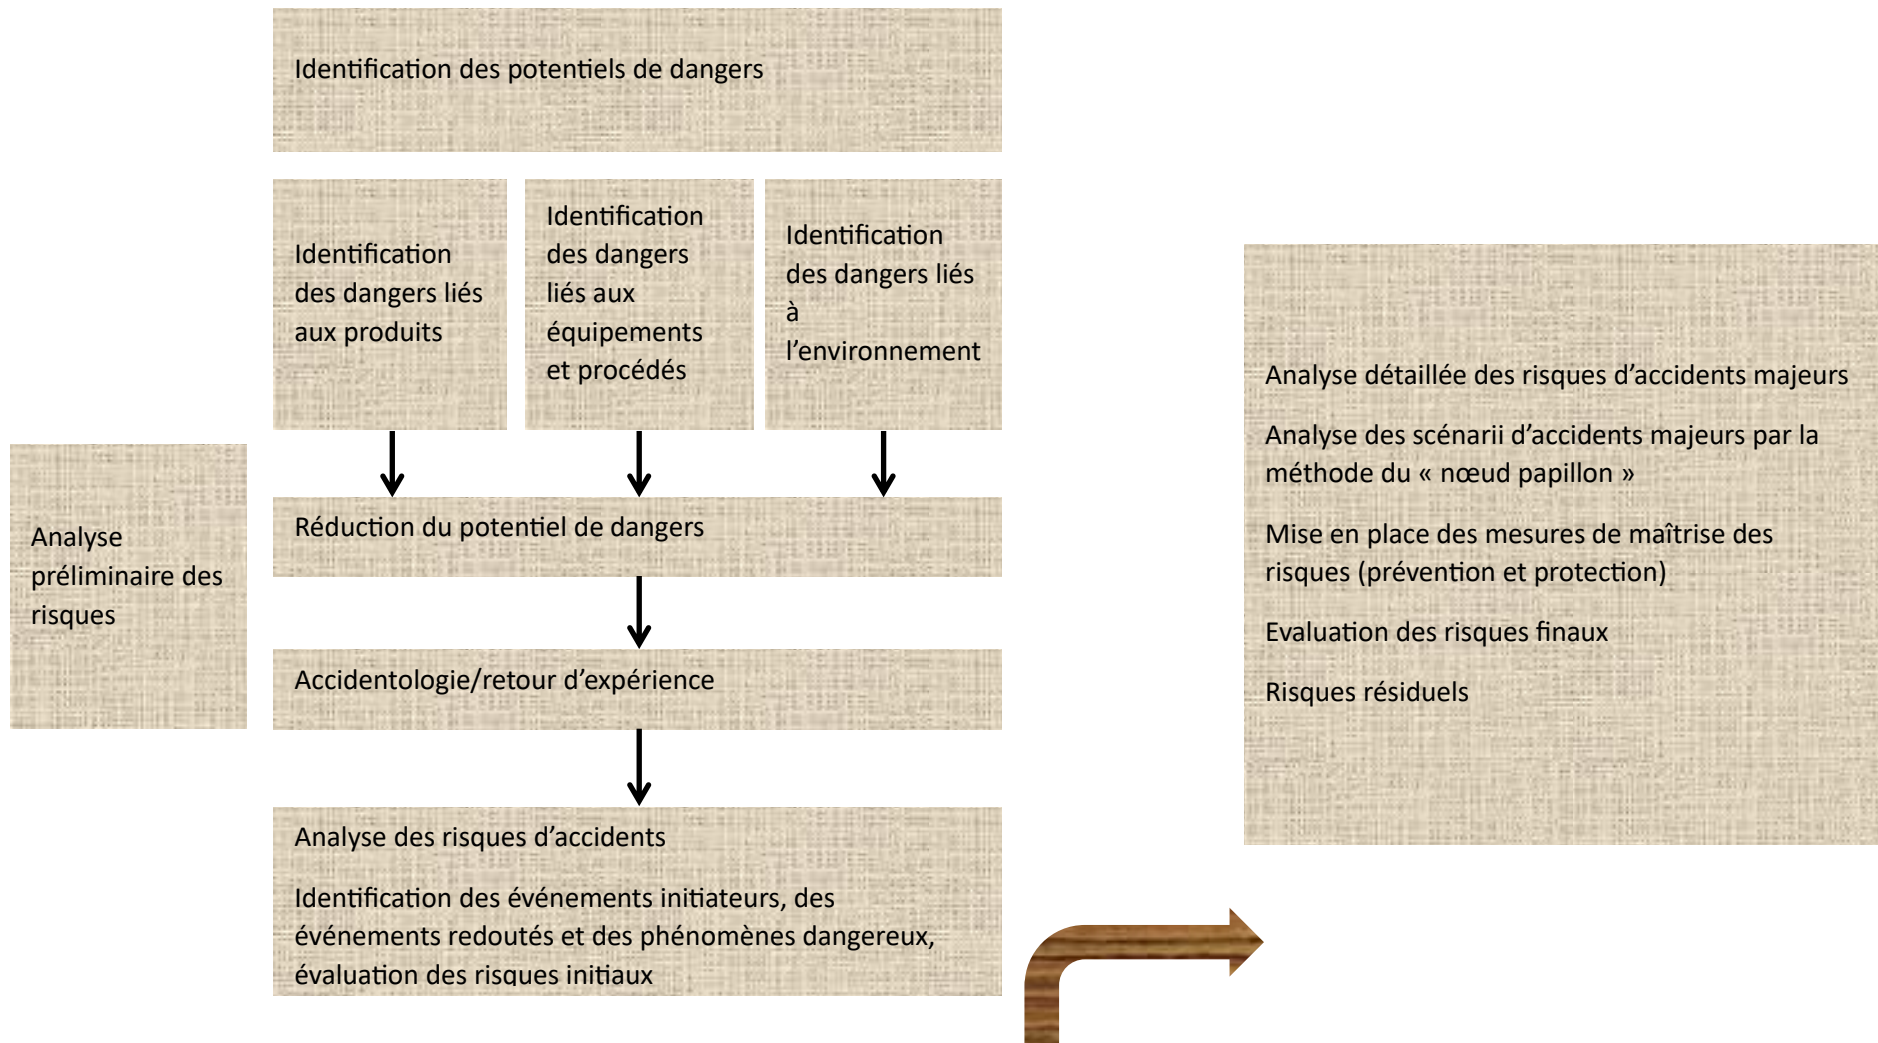 Identification des potentiels de dangers
Identification
des dangers liés
aux produits
Identification
des dangers
liés aux
équipements
et procédés
Identification
des dangers liés
à
l’environnement
Analyse
préliminaire des
risques
Réduction du potentiel de dangers
Accidentologie/retour d’expérience
Analyse des risques d’accidents
Identification des événements initiateurs, des
événements redoutés et des phénomènes dangereux,
évaluation des risques initiaux
Analyse détaillée des risques d’accidents majeurs
Analyse des scénarii d’accidents majeurs par la
méthode du « nœud papillon »
Mise en place des mesures de maîtrise des
risques (prévention et protection)
Evaluation des risques finaux
Risques résiduels